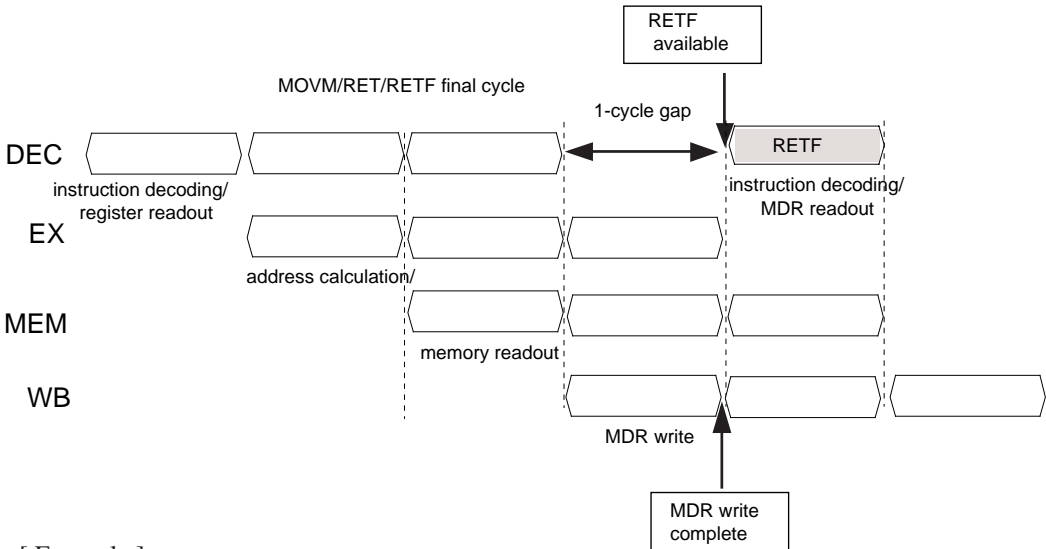 RETF
available
MOVM/RET/RETF final cycle
1-cycle gap
DEC
RETF
instruction decoding/
register readout
instruction decoding/
MDR readout
EX
address calculation/
MEM
memory readout
WB
MDR write
MDR write
complete